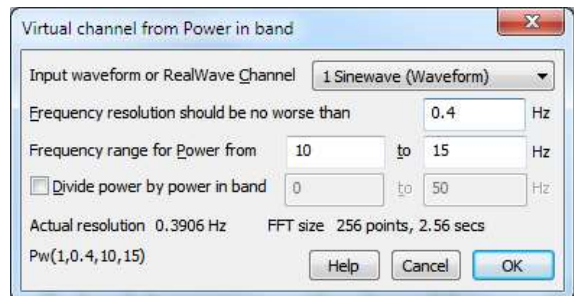 Virtual channel from Power in band
Input waveform or RealWave Channel 1 Sinewave (Waveform)
Frequency resolution should be no worse than 0.4 Hz
Frequency range for Power from 10 to 15 Hz
Divide power by power in band 0 to 50 Hz
Actual resolution 0.3906 Hz FFT size 256 points, 2.56 secs
Pw(1,0.4,10,15)
Help Cancel OK